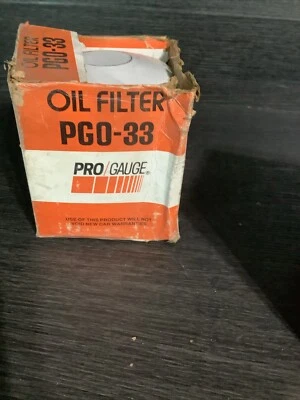 OIL FILTER
PGO-33
OIL FILTER
PGO-33
PRO/GAUGE®
USE OF THIS PRODUCT WILL NOT
VOID NEW CAR WARRANTIES